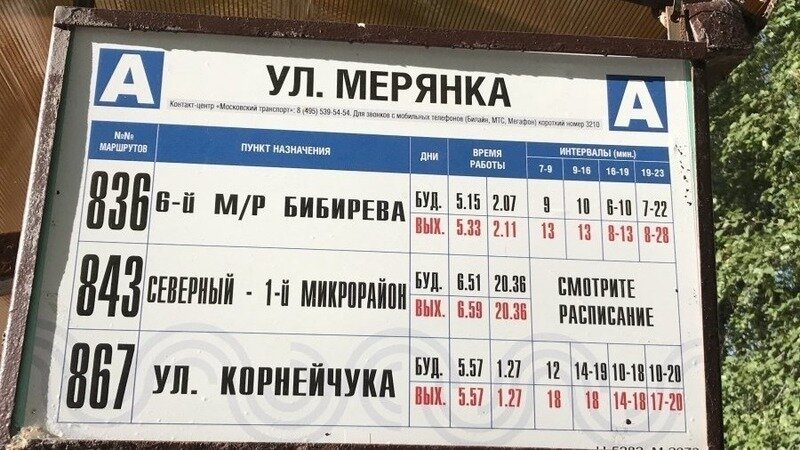 А УЛ. МЕРЯНКА А
Контакт-центр «Московский транспорт»: 8 (495) 539-54-54. Для звонков с мобильных телефонов (Билайн, МТС, Мегафон) короткий номер 3210
№№ МАРШРУТОВ ПУНКТ НАЗНАЧЕНИЯ ДНИ ВРЕМЯ РАБОТЫ ИНТЕРВАЛЫ (мин.)
7-9 9-16 16-19 19-23
836 6-й М/Р БИБИРЕВА БУД. 5.15 2.07 9 10 6-10 7-22
ВЫХ. 5.33 2.11 13 13 8-13 8-28
843 СЕВЕРНЫЙ - 1-й МИКРОРАЙОН БУД. 6.51 20.36 СМОТРИТЕ
ВЫХ. 6.59 20.36 РАСПИСАНИЕ
867 УЛ. КОРНЕЙЧУКА БУД. 5.57 1.27 12 14-19 10-18 10-20
ВЫХ. 5.57 1.27 18 18 14-18 17-20